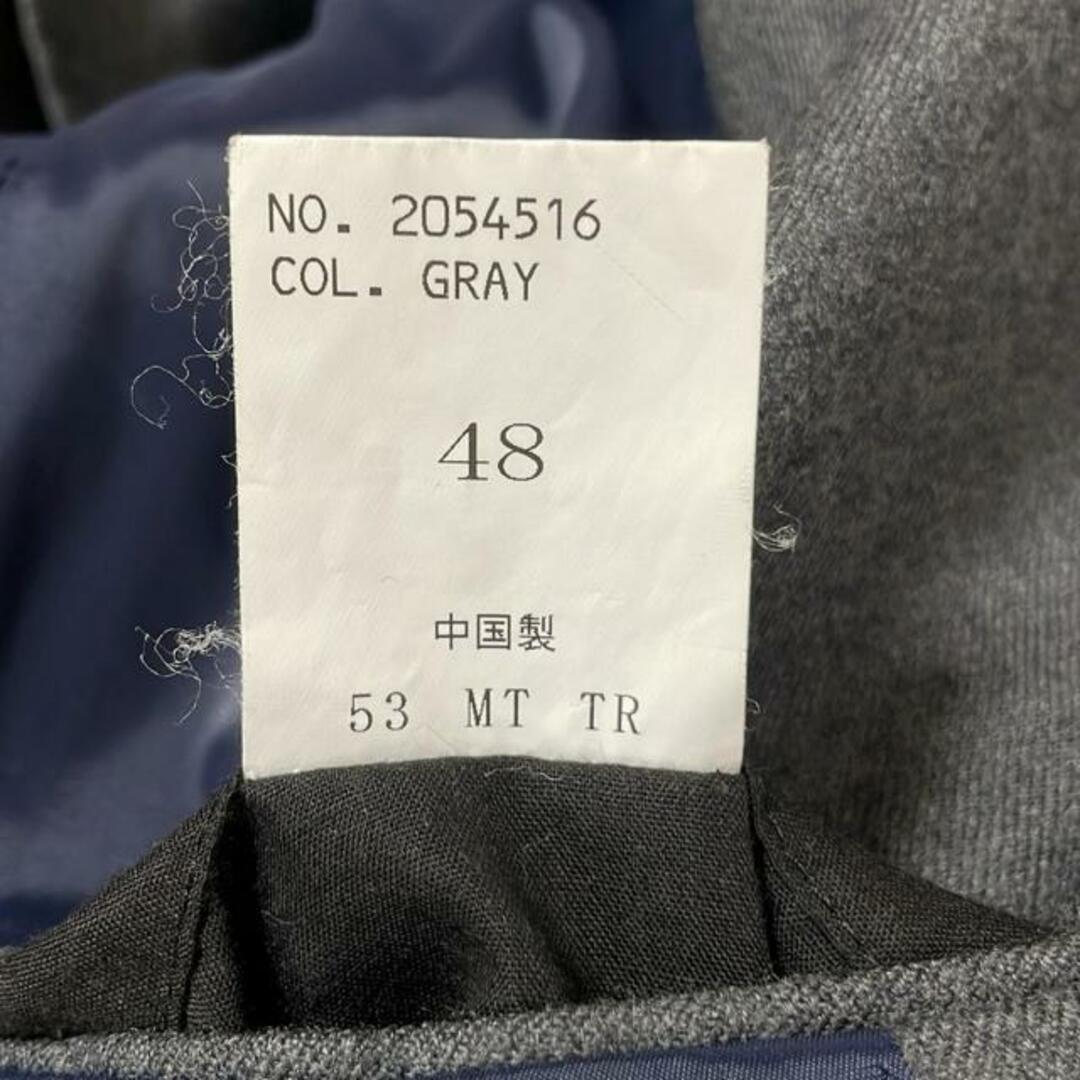 NO. 2054516
COL. GRAY
48
中国製
53 MT TR